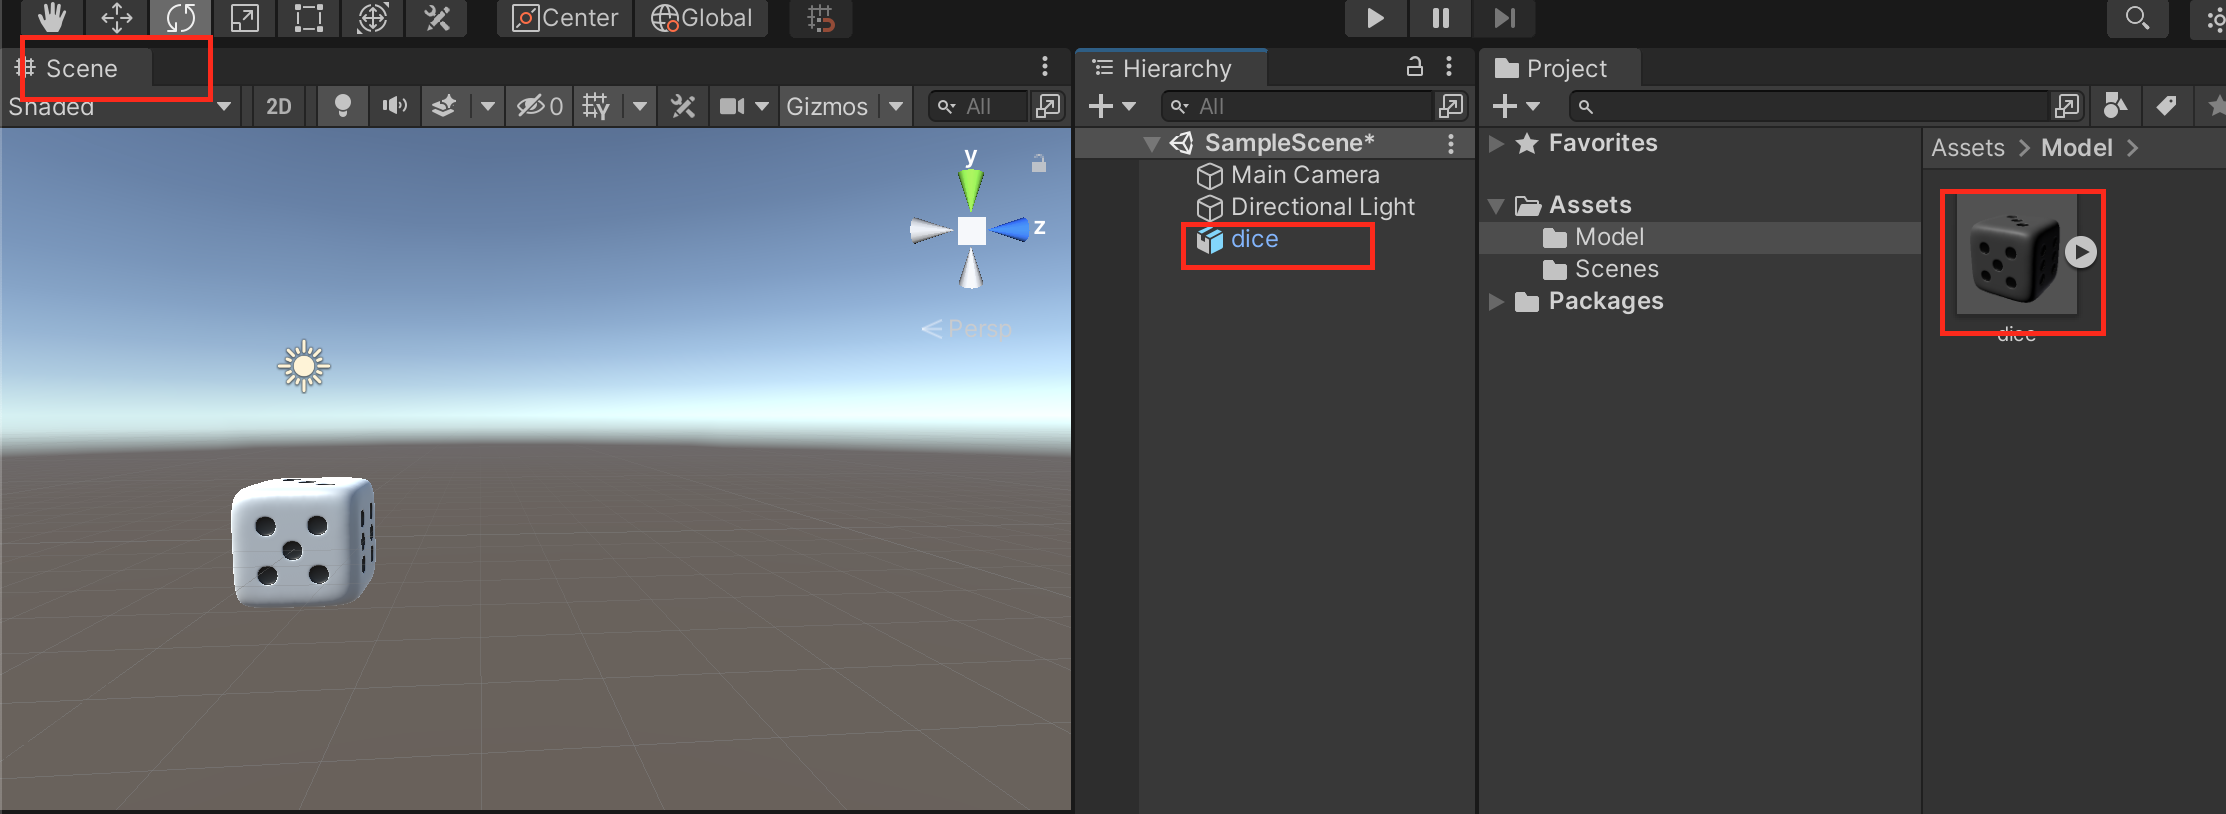 Center Global
Scene
Shaded 2D 0 Gizmos All
y
z
Persp
Hierarchy
All
SampleScene*
Main Camera
Directional Light
dice
Project
Favorites
Assets
Model
Scenes
Packages
Assets > Model >
dice